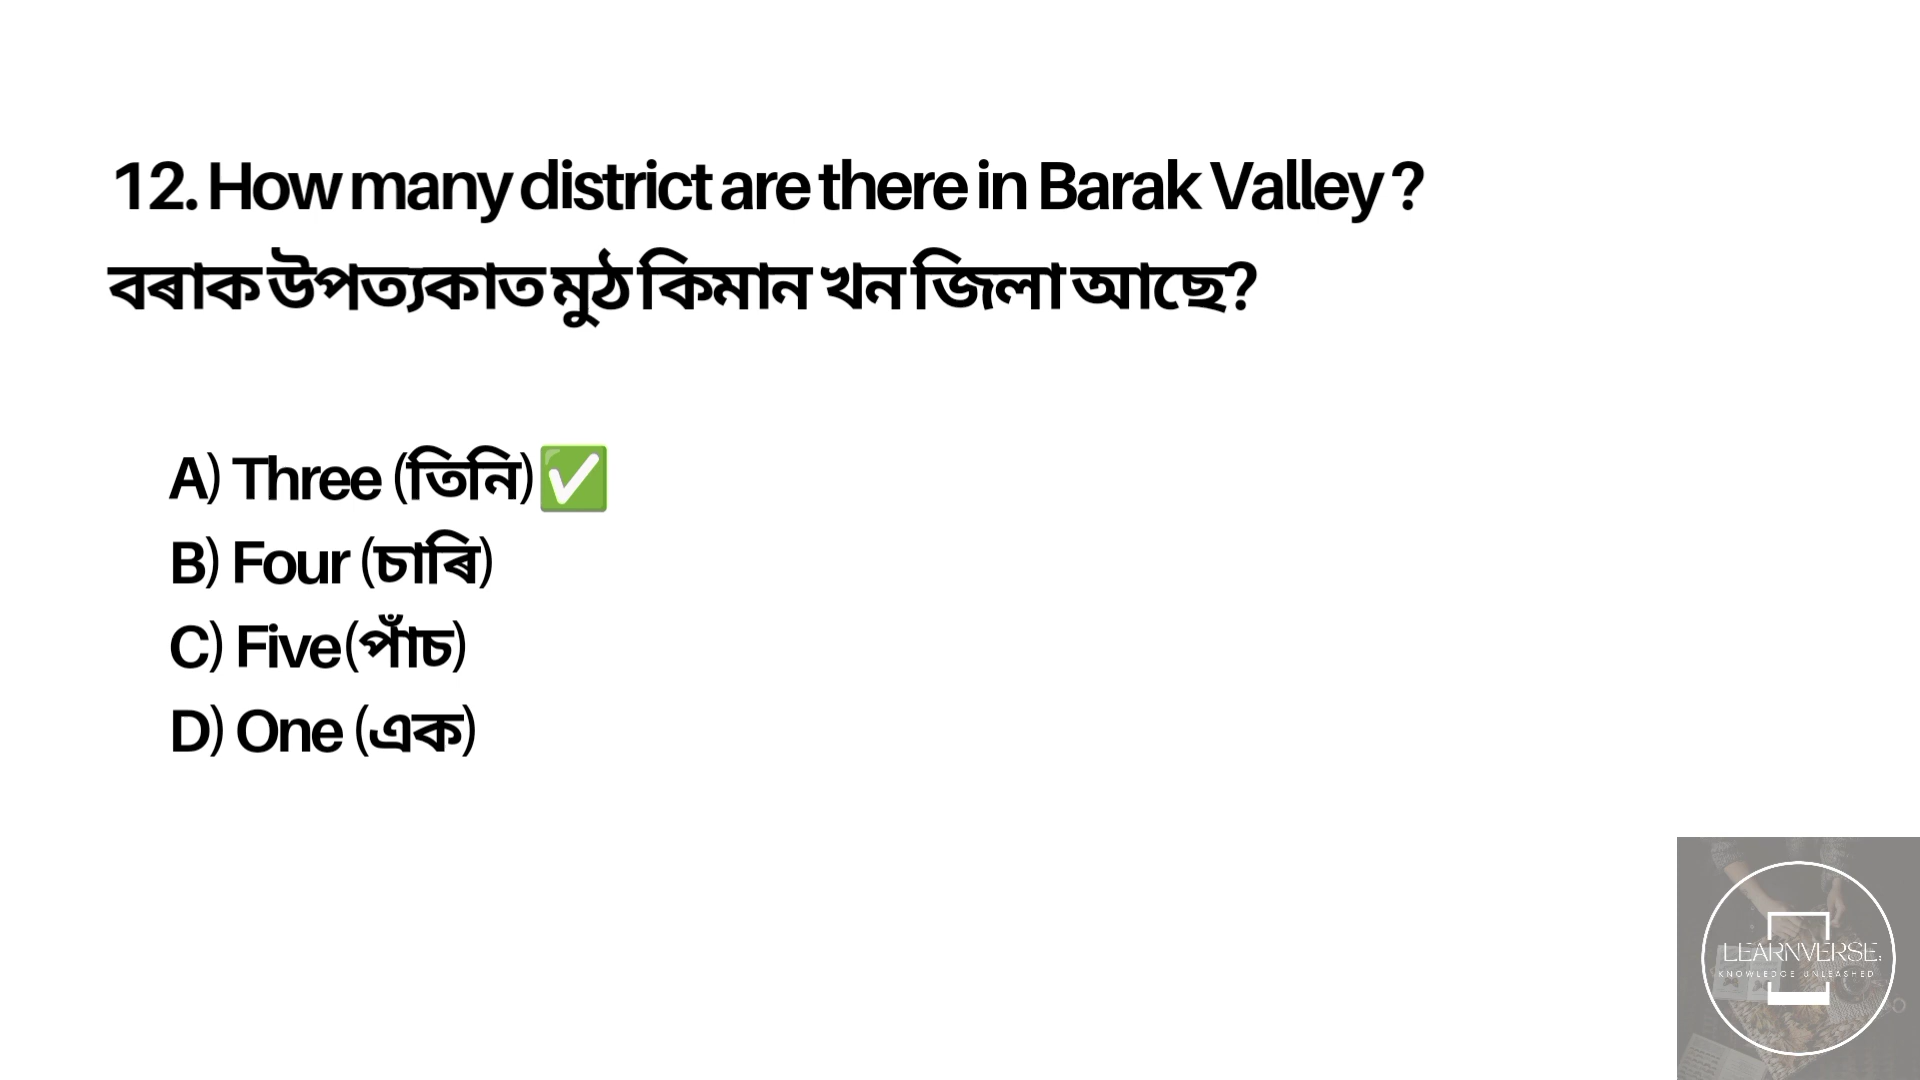 12. How many district are there in Barak Valley ?
বৰাক উপত্যকাত মুঠ কিমান খন জিলা আছে?
A) Three (তিনি)✅
B) Four (চাৰি)
C) Five(পাঁচ)
D) One (এক)
LEARNVERSE
KNOWLEDGE UNLEASHED